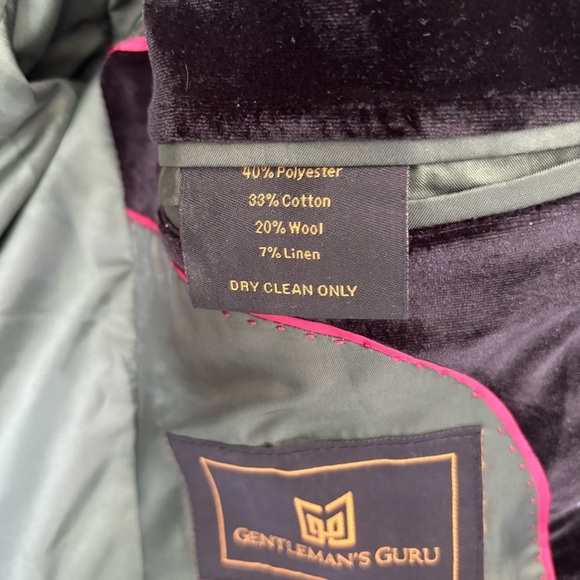 40% Polyester
33% Cotton
20% Wool
7% Linen
DRY CLEAN ONLY
GENTLEMAN'S GURU